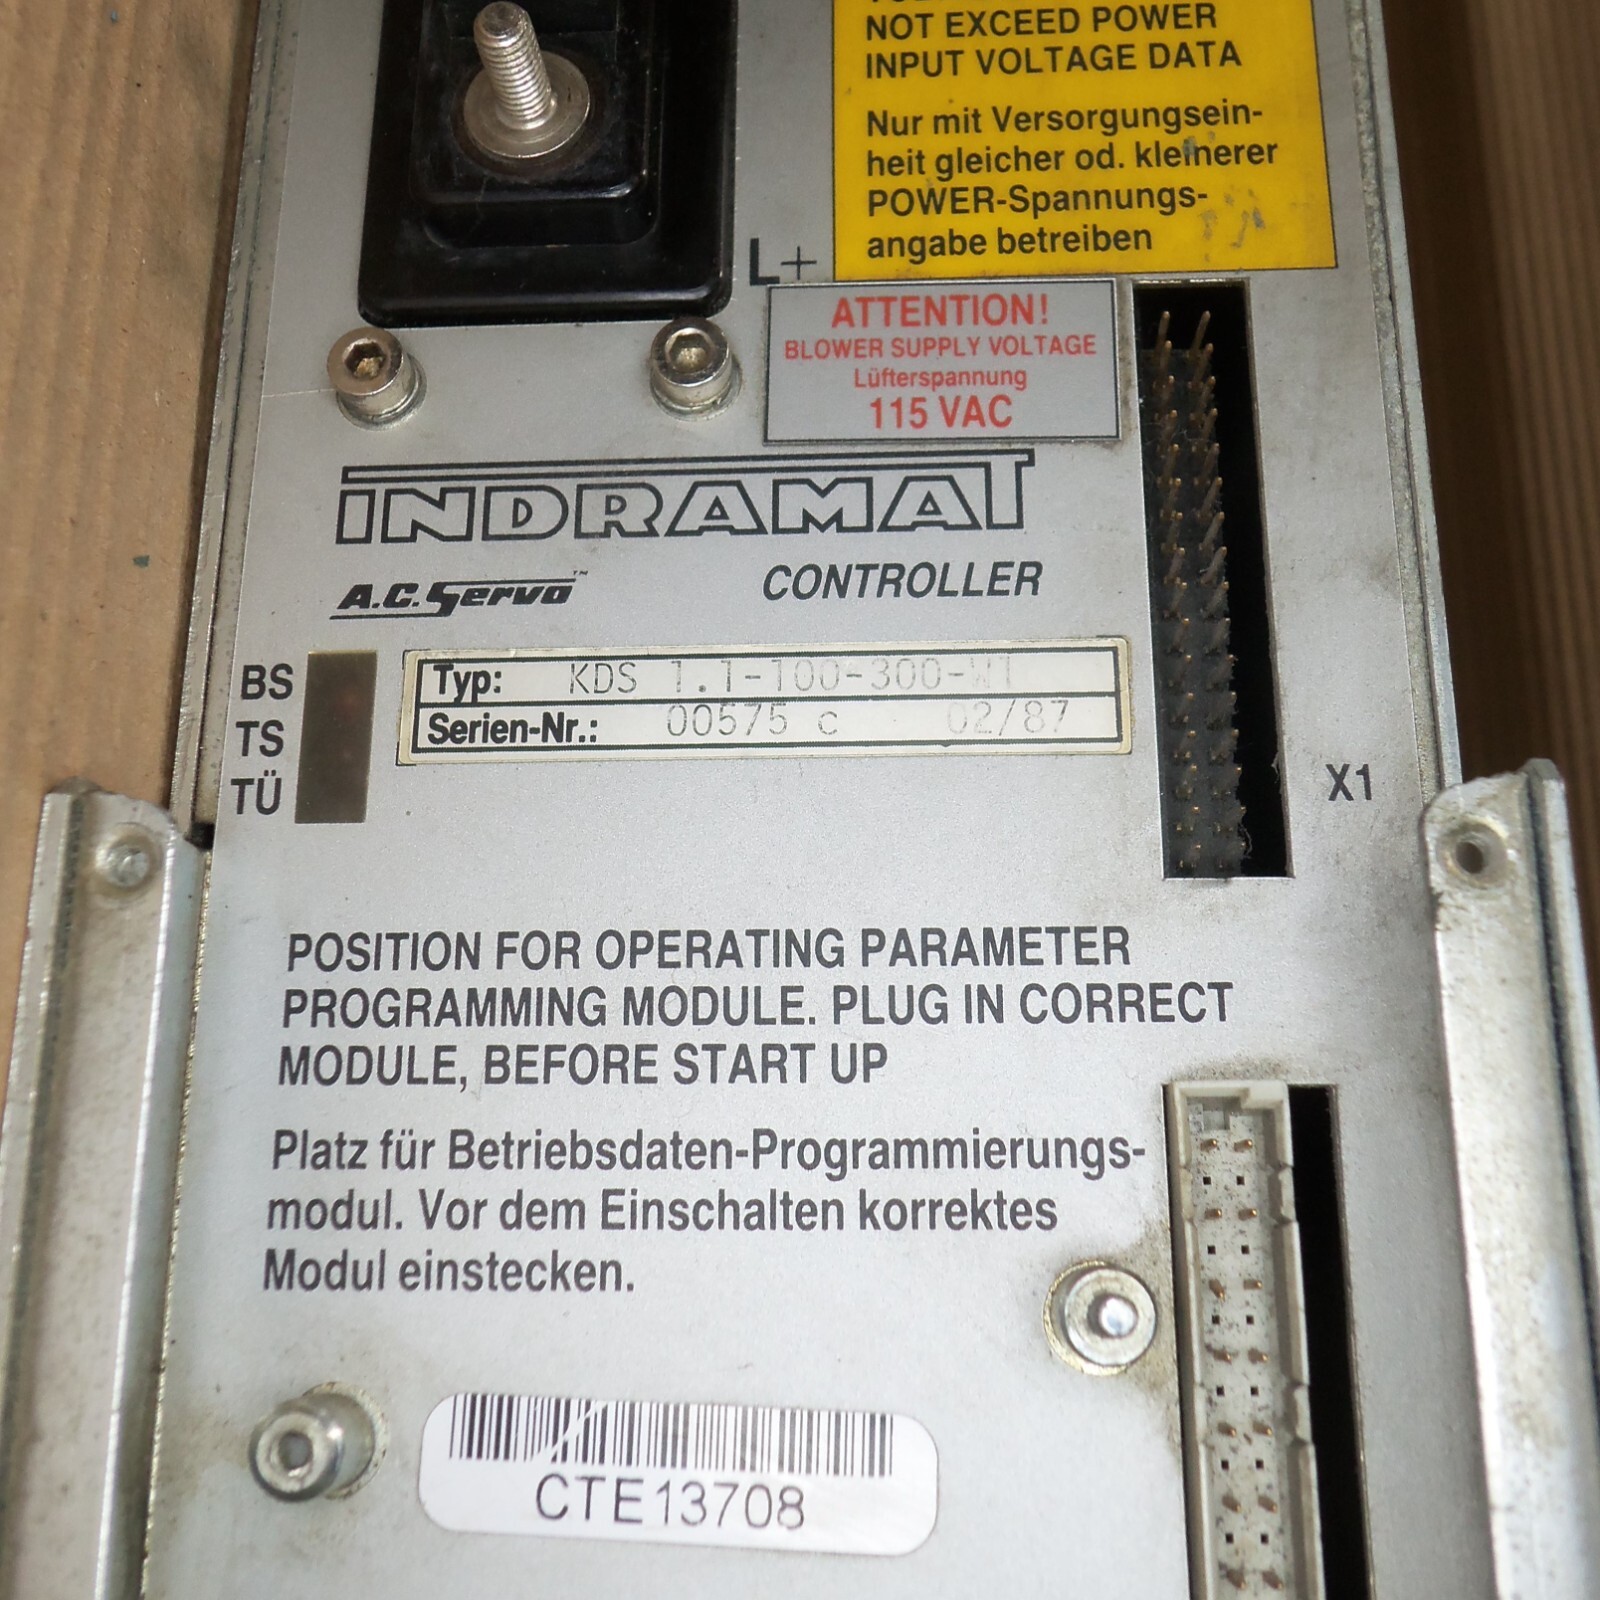 NOT EXCEED POWER
INPUT VOLTAGE DATA
Nur mit Versorgungsein-
heit gleicher od. kleinerer
POWER-Spannungs-
angabe betreiben
L+
ATTENTION!
BLOWER SUPPLY VOLTAGE
Lüfterspannung
115 VAC
INDRAMAT
A.C. Servo™
CONTROLLER
BS
TS
TÜ
Typ: KDS 1.1-100-300-W1
Serien-Nr.: 00575 c 02/87
X1
POSITION FOR OPERATING PARAMETER
PROGRAMMING MODULE. PLUG IN CORRECT
MODULE, BEFORE START UP
Platz für Betriebsdaten-Programmierungs-
modul. Vor dem Einschalten korrektes
Modul einstecken.
CTE13708